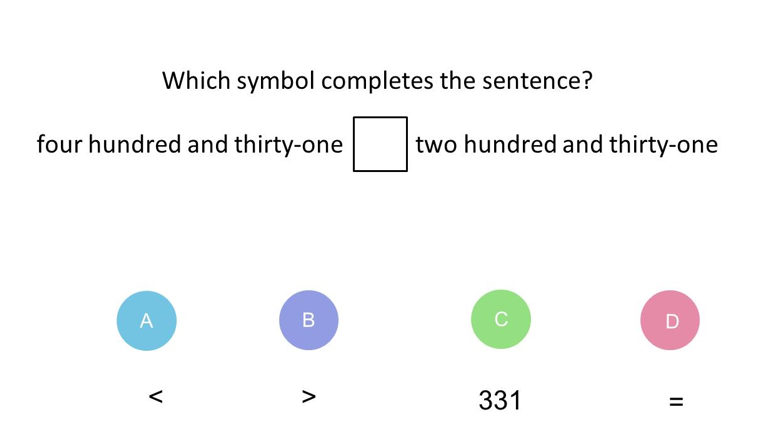 Which symbol completes the sentence?
four hundred and thirty-one two hundred and thirty-one
A B C D
< > 331 =